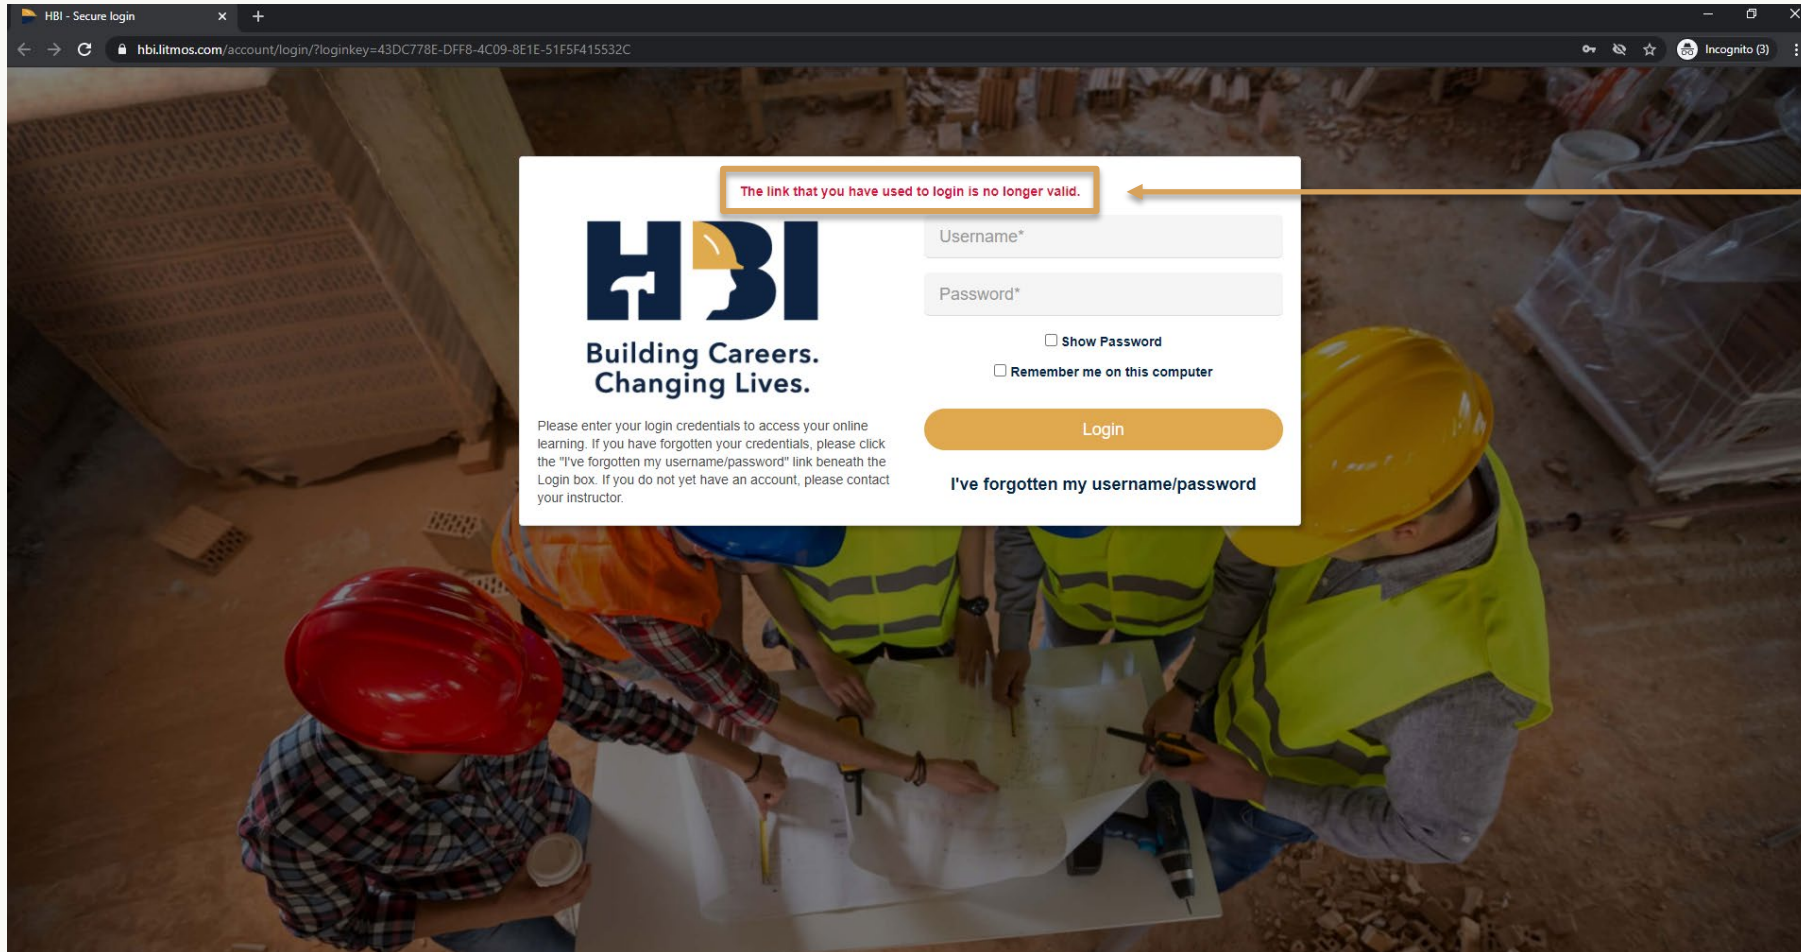 HBI - Secure login
hbi.litmos.com/account/login/?loginkey=43DC778E-DFF8-4C09-8E1E-51F5F415532C
Incognito (3)
The link that you have used to login is no longer valid.
HBI
Building Careers.
Changing Lives.
Please enter your login credentials to access your online
learning. If you have forgotten your credentials, please click
the "I've forgotten my username/password" link beneath the
Login box. If you do not yet have an account, please contact
your instructor.
Username*
Password*
Show Password
Remember me on this computer
Login
I've forgotten my username/password